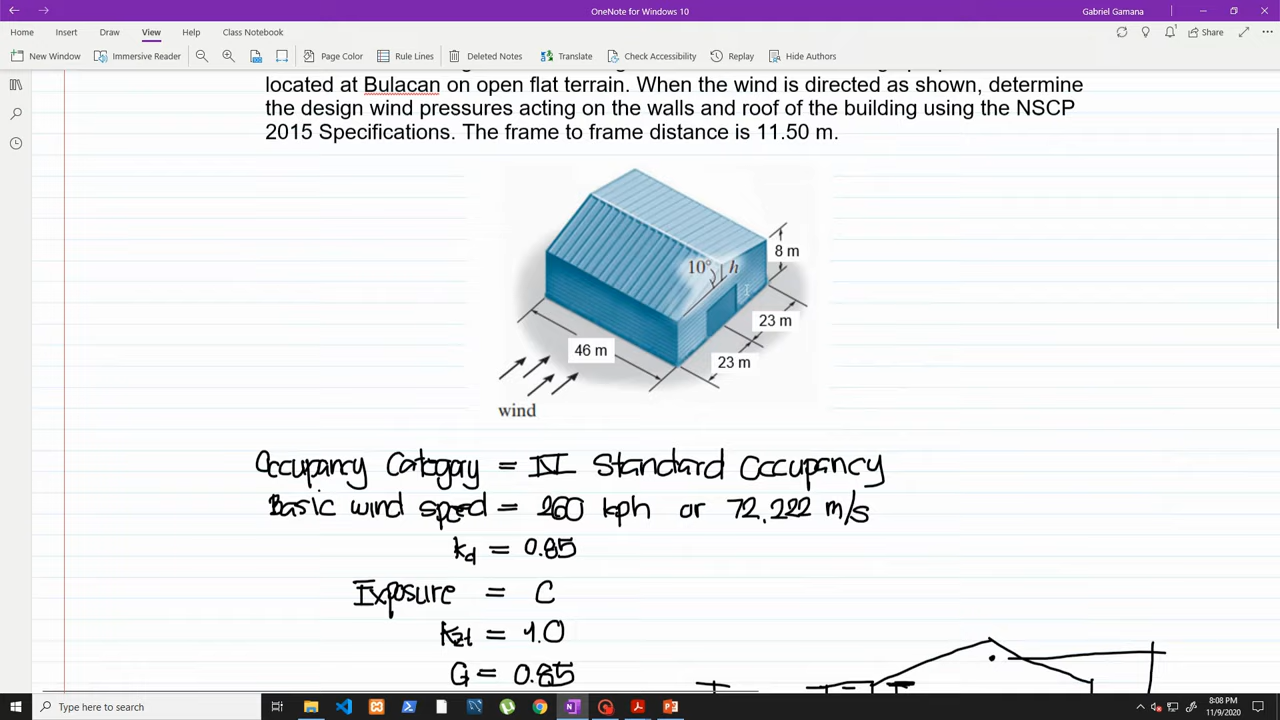 OneNote for Windows 10
Gabriel Gamana
Home Insert Draw View Help Class Notebook
Share
New Window Immersive Reader Page Color Rule Lines Deleted Notes Translate Check Accessibility Replay Hide Authors
located at Bulacan on open flat terrain. When the wind is directed as shown, determine
the design wind pressures acting on the walls and roof of the building using the NSCP
2015 Specifications. The frame to frame distance is 11.50 m.
8 m
10° h
23 m
46 m
23 m
wind
Occupancy Category = IV Standard Occupancy
Basic wind speed = 260 kph or 72.222 m/s
kd = 0.85
Exposure = C
kzt = 1.0
G = 0.85
Type here to search
8:08 PM
11/9/2020